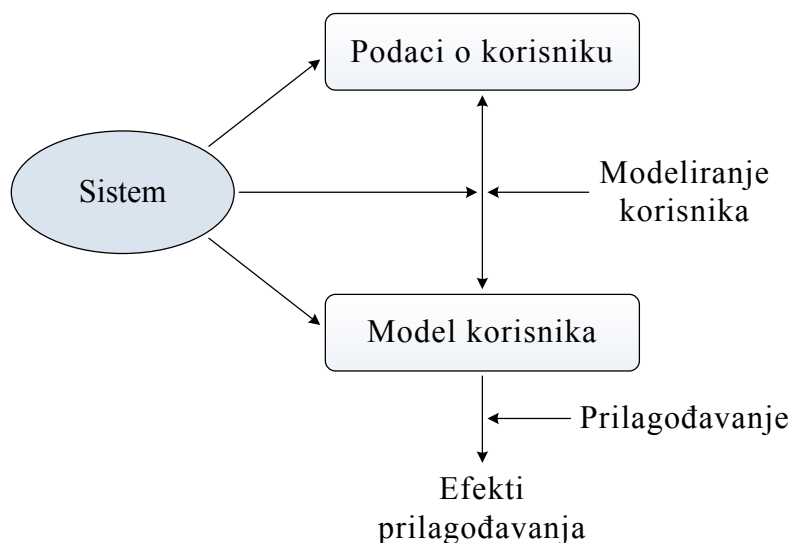 Podaci o korisniku
Sistem
Modeliranje
korisnika
Model korisnika
Prilagođavanje
Efekti
prilagođavanja